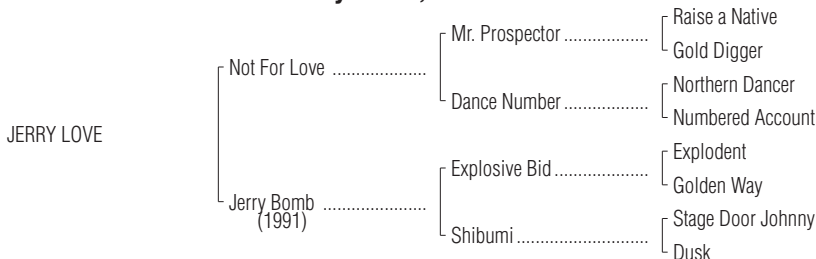 Raise a Native
Mr. Prospector ....................
Gold Digger
Not For Love .....................
Northern Dancer
Dance Number ....................
Numbered Account
JERRY LOVE
Explodent
Explosive Bid ......................
Golden Way
Jerry Bomb .......................
(1991)
Stage Door Johnny
Shibumi ..............................
Dusk